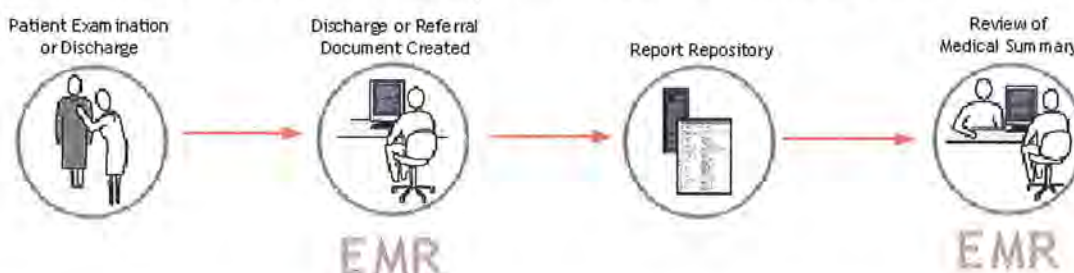 Patient Examination
or Discharge
Discharge or Referral
Document Created
Report Repository
Review of
Medical Summary
EMR
EMR